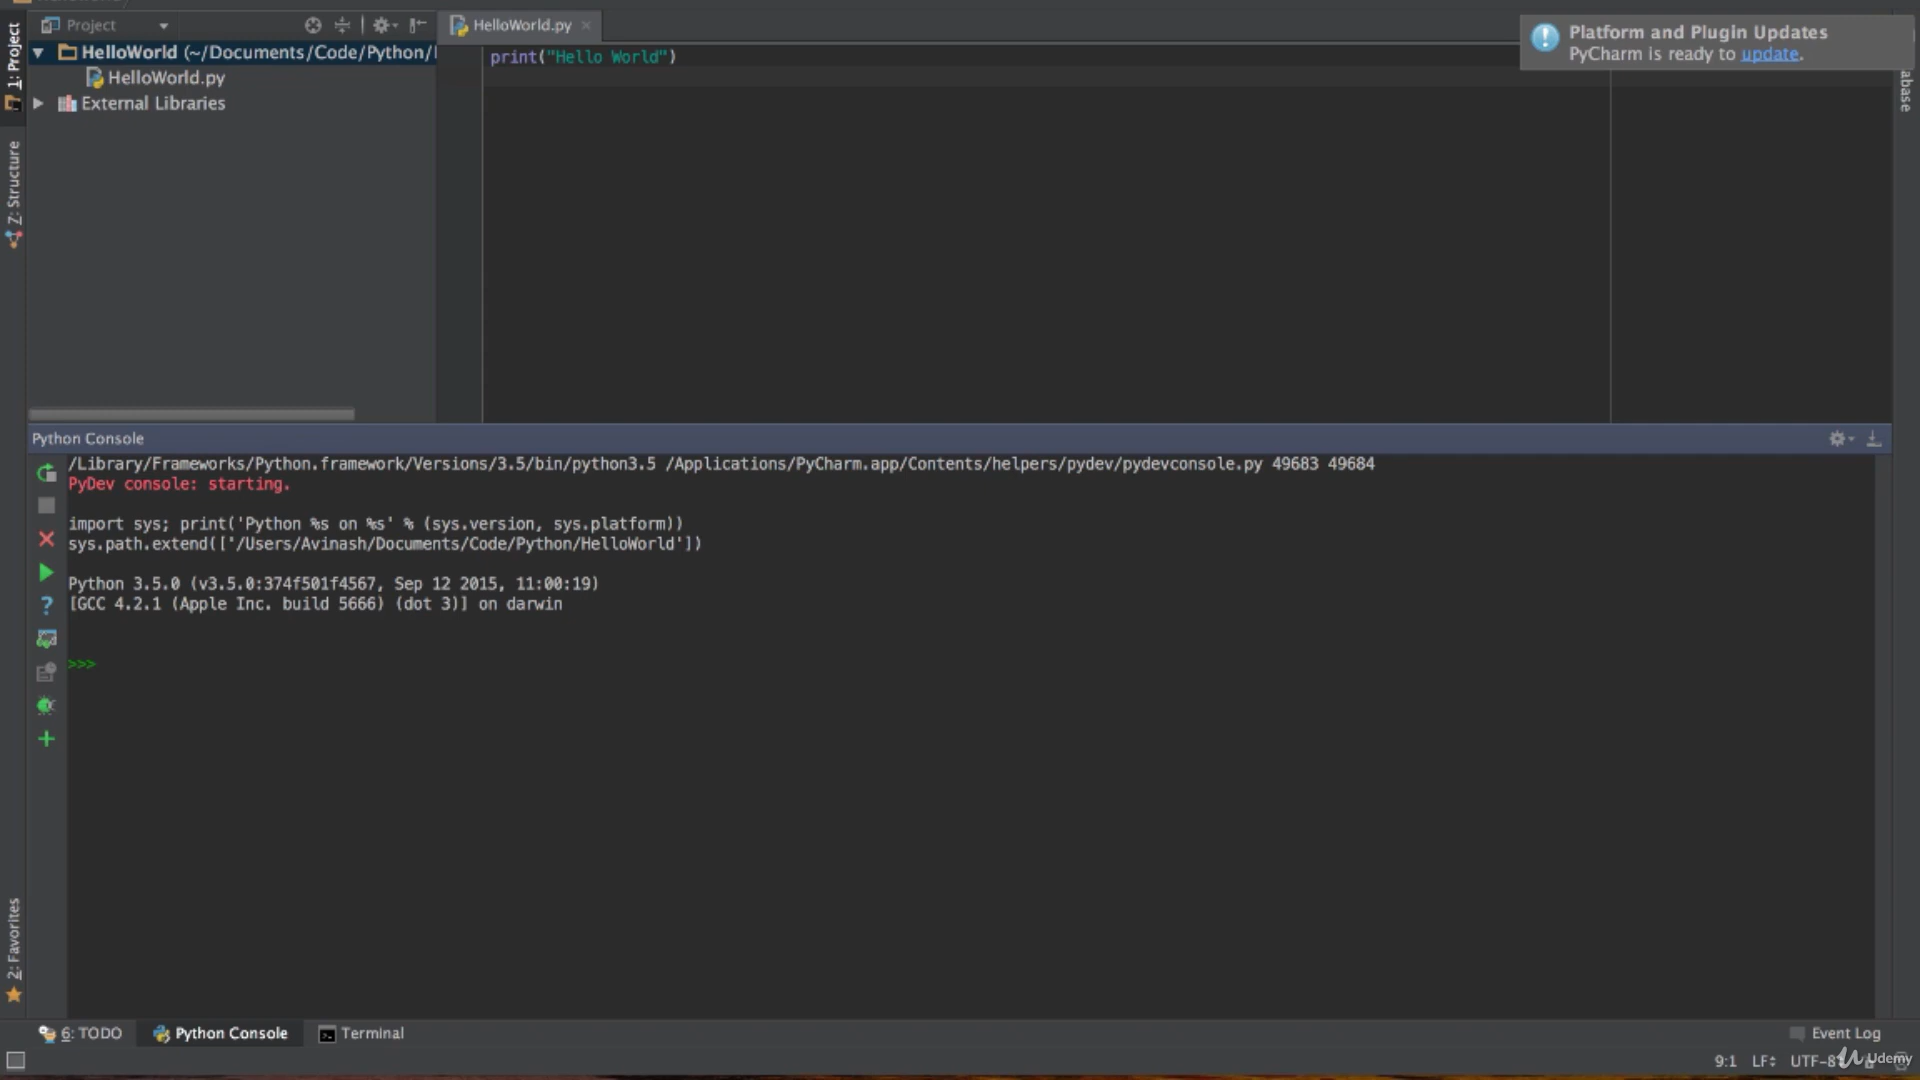 Project
HelloWorld.py
Platform and Plugin Updates
PyCharm is ready to update.
1: Project
HelloWorld (~/Documents/Code/Python/
HelloWorld.py
External Libraries
print("Hello World")
abase
Z: Structure
Python Console
/Library/Frameworks/Python.framework/Versions/3.5/bin/python3.5 /Applications/PyCharm.app/Contents/helpers/pydev/pydevconsole.py 49683 49684
PyDev console: starting.
import sys; print('Python %s on %s' % (sys.version, sys.platform))
sys.path.extend(['/Users/Avinash/Documents/Code/Python/HelloWorld'])
Python 3.5.0 (v3.5.0:374f501f4567, Sep 12 2015, 11:00:19)
[GCC 4.2.1 (Apple Inc. build 5666) (dot 3)] on darwin
>>>
2: Favorites
6: TODO
Python Console
Terminal
Event Log
9:1
LF
UTF-8
Udemy